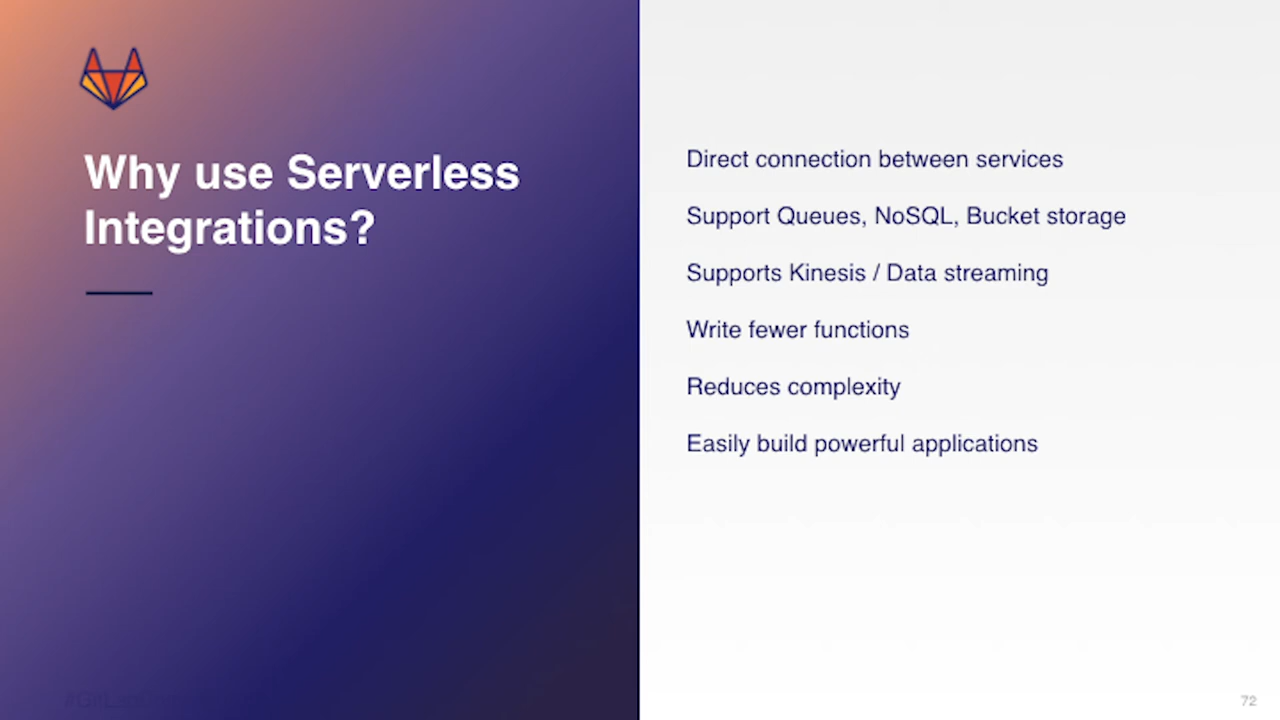 Why use Serverless
Integrations?
Direct connection between services
Support Queues, NoSQL, Bucket storage
Supports Kinesis / Data streaming
Write fewer functions
Reduces complexity
Easily build powerful applications
72